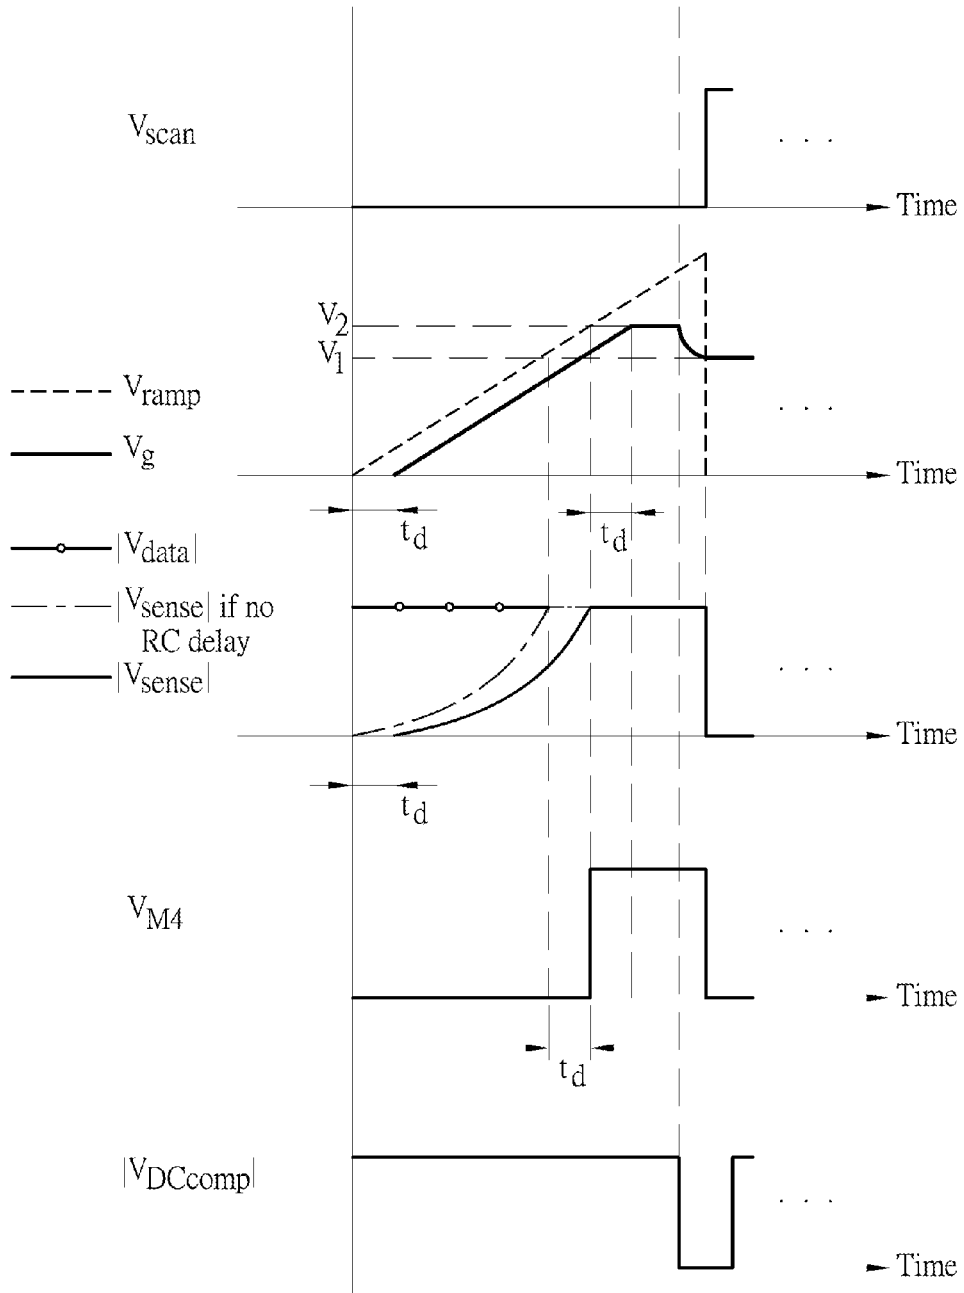 Vscan
. . .
Time
V2
V1
Vramp
Vg
. . .
Time
td
td
|Vdata|
|Vsense| if no
RC delay
|Vsense|
. . .
Time
td
VM4
. . .
Time
td
|VDCcomp|
. . .
Time